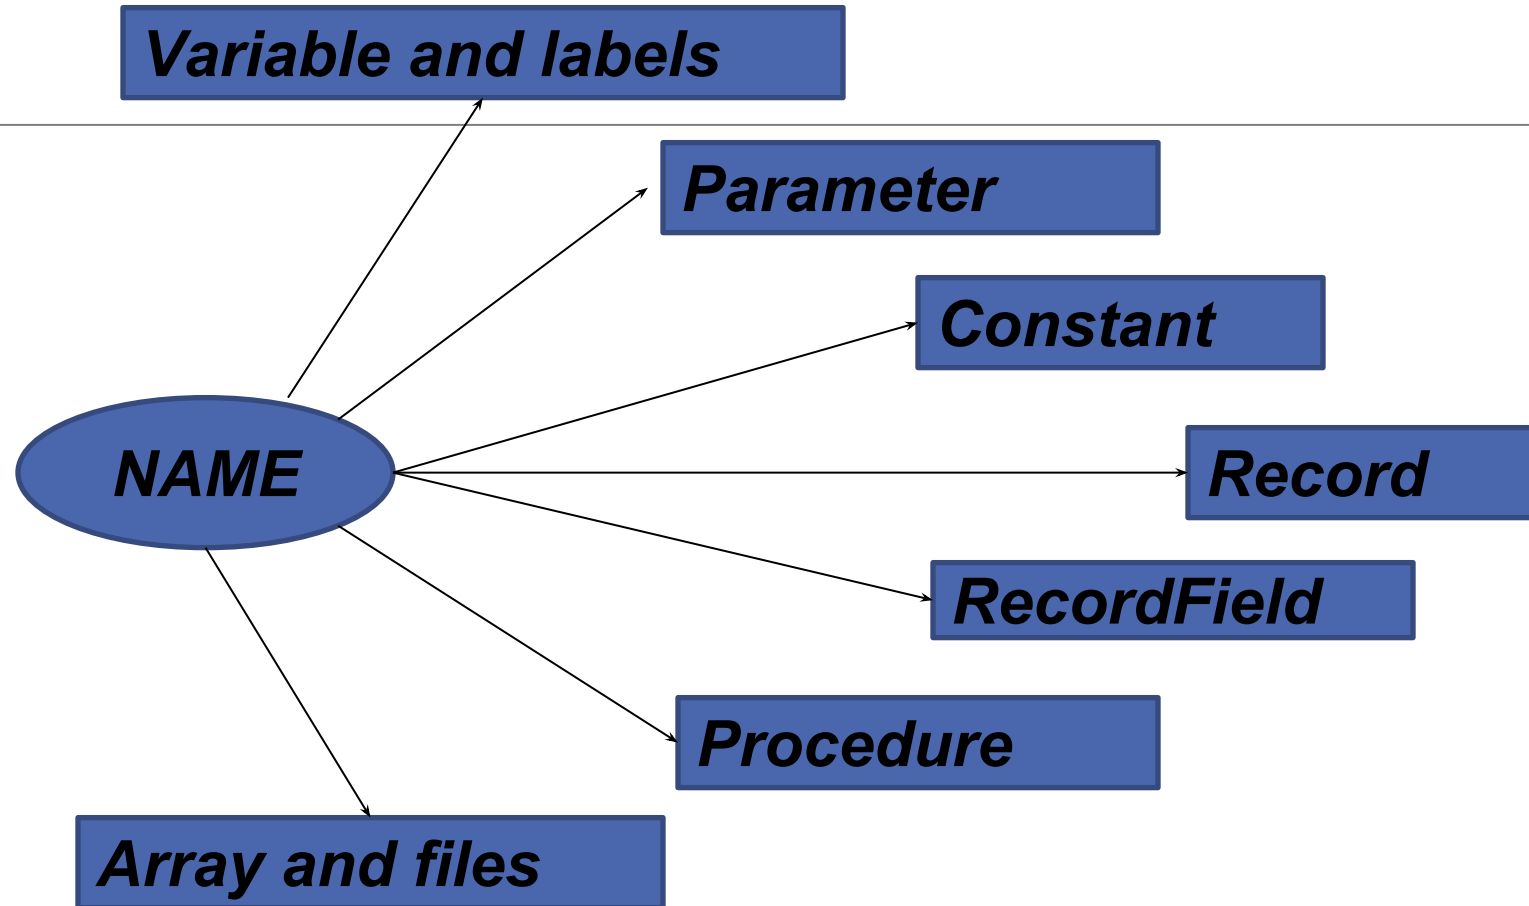 Variable and labels
Parameter
Constant
NAME
Record
RecordField
Procedure
Array and files